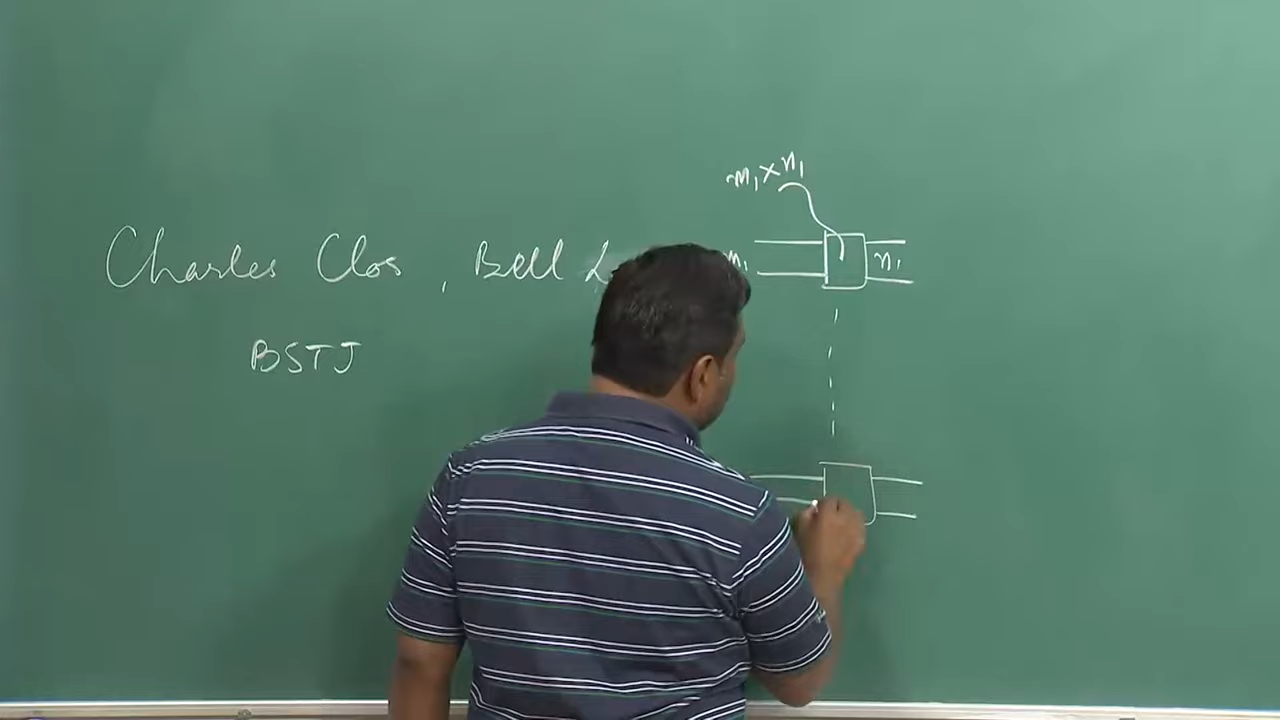 m₁×n₁
Charles Clos, Bell L
m₁ n₁
BSTJ